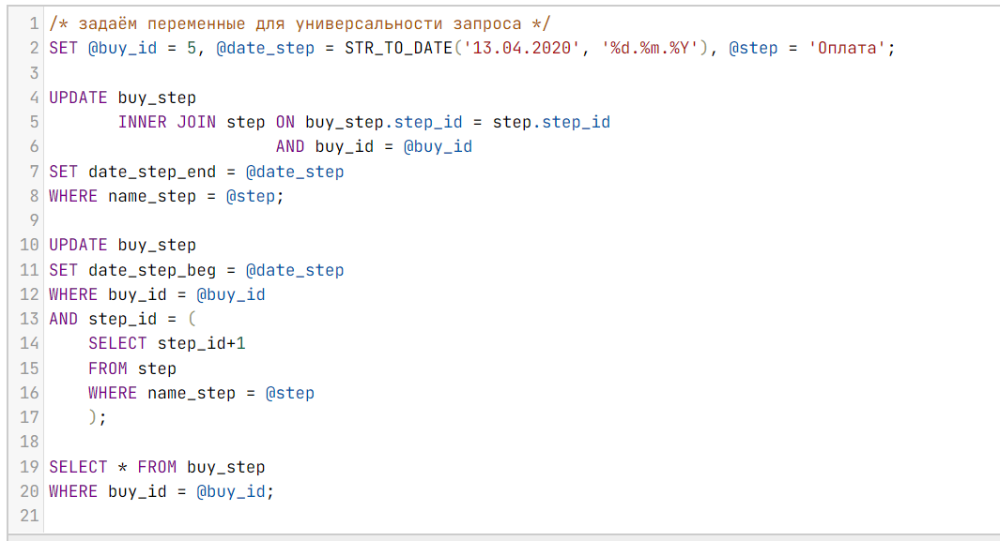 1 /* задаём переменные для универсальности запроса */
2 SET @buy_id = 5, @date_step = STR_TO_DATE('13.04.2020', '%d.%m.%Y'), @step = 'Оплата';
3
4 UPDATE buy_step
5        INNER JOIN step ON buy_step.step_id = step.step_id
6                        AND buy_id = @buy_id
7 SET date_step_end = @date_step
8 WHERE name_step = @step;
9
10 UPDATE buy_step
11 SET date_step_beg = @date_step
12 WHERE buy_id = @buy_id
13 AND step_id = (
14     SELECT step_id+1
15     FROM step
16     WHERE name_step = @step
17     );
18
19 SELECT * FROM buy_step
20 WHERE buy_id = @buy_id;
21